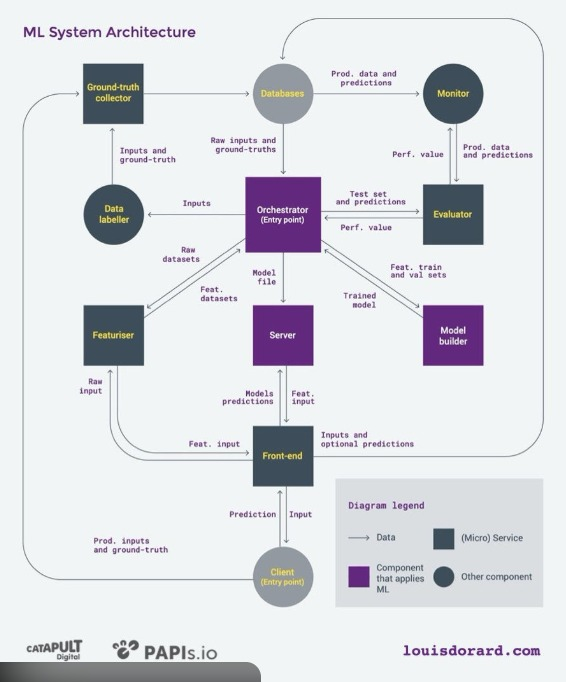 ML System Architecture
Ground-truth
collector
Databases
Prod. data and
predictions
Monitor
Inputs and
ground-truth
Raw inputs and
ground-truths
Perf. value
Prod. data
and predictions
Data
labeller
Inputs
Orchestrator
(Entry point)
Test set
and predictions
Perf. value
Evaluator
Raw
datasets
Feat.
datasets
Model
file
Feat. train
and val sets
Trained
model
Featuriser
Server
Model
builder
Raw
input
Models
predictions
Feat.
input
Feat. input
Front-end
Inputs and
optional predictions
Prediction
Input
Prod. inputs
and ground-truth
Client
(Entry point)
Diagram legend
Data
(Micro) Service
Component
that applies
ML
Other component
CATAPULT
Digital
PAPIs.io
louisdorard.com